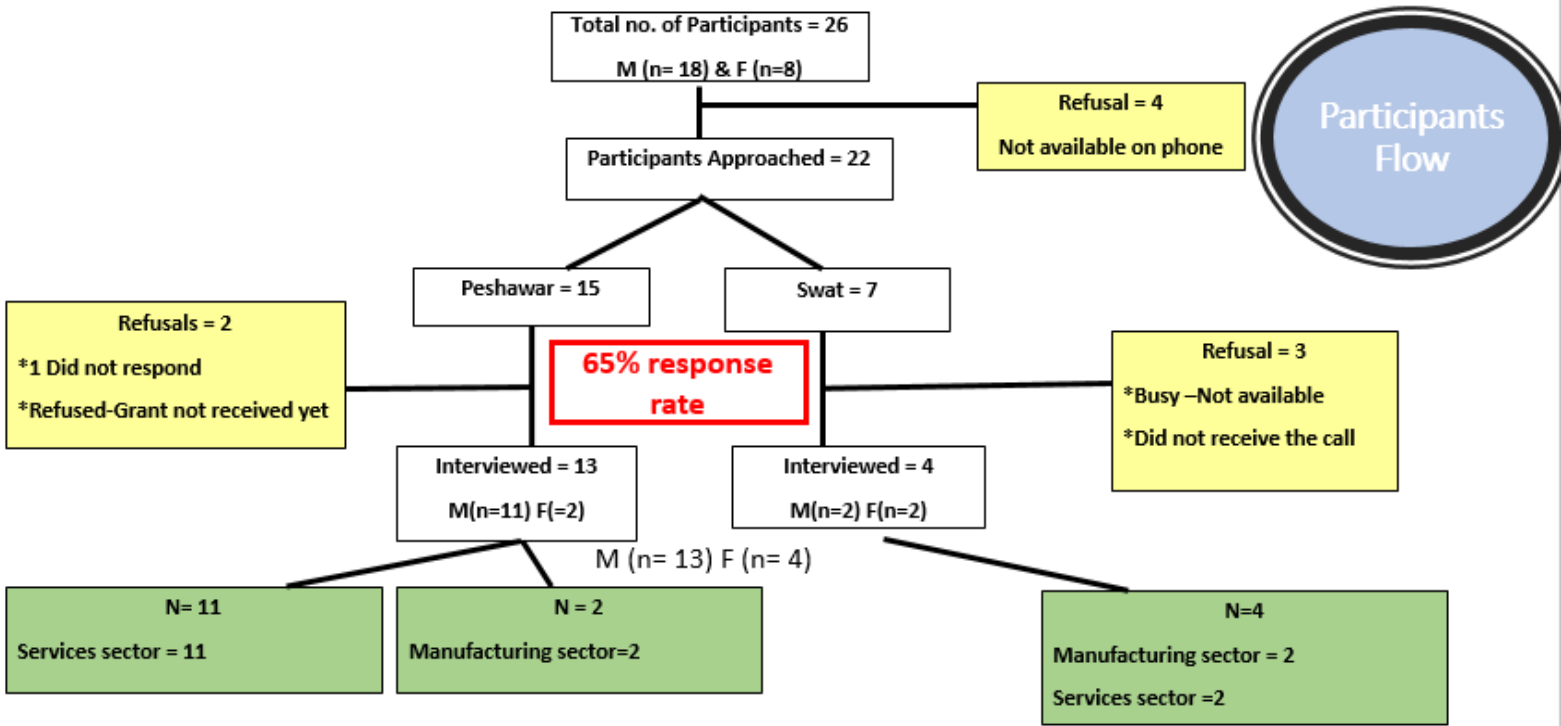 Total no. of Participants = 26
M (n= 18) & F (n=8)
Refusal = 4
Not available on phone
Participants
Flow
Participants Approached = 22
Peshawar = 15
Swat = 7
Refusals = 2
*1 Did not respond
*Refused-Grant not received yet
65% response
rate
Refusal = 3
*Busy –Not available
*Did not receive the call
Interviewed = 13
M(n=11) F(=2)
Interviewed = 4
M(n=2) F(n=2)
M (n= 13) F (n= 4)
N= 11
Services sector = 11
N = 2
Manufacturing sector=2
N=4
Manufacturing sector = 2
Services sector =2